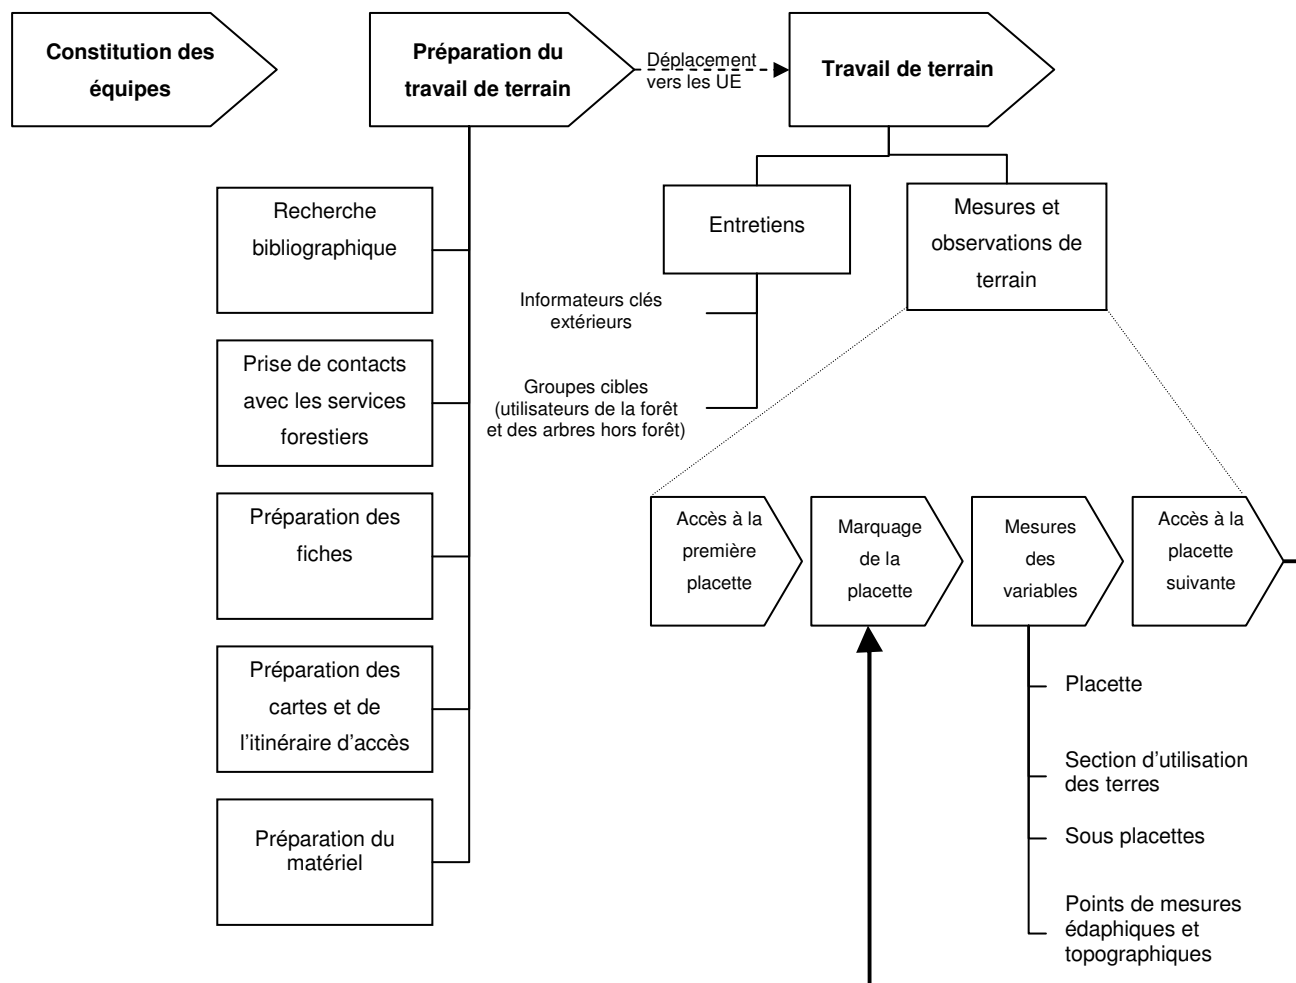 Constitution des
équipes
Préparation du
travail de terrain
Déplacement
vers les UE
Travail de terrain
Recherche
bibliographique
Prise de contacts
avec les services
forestiers
Préparation des
fiches
Préparation des
cartes et de
l'itinéraire d'accès
Préparation du
matériel
Entretiens
Informateurs clés
extérieurs
Groupes cibles
(utilisateurs de la forêt
et des arbres hors forêt)
Mesures et
observations de
terrain
Accès à la
première
placette
Marquage
de la
placette
Mesures
des
variables
Accès à la
placette
suivante
Placette
Section d'utilisation
des terres
Sous placettes
Points de mesures
édaphiques et
topographiques